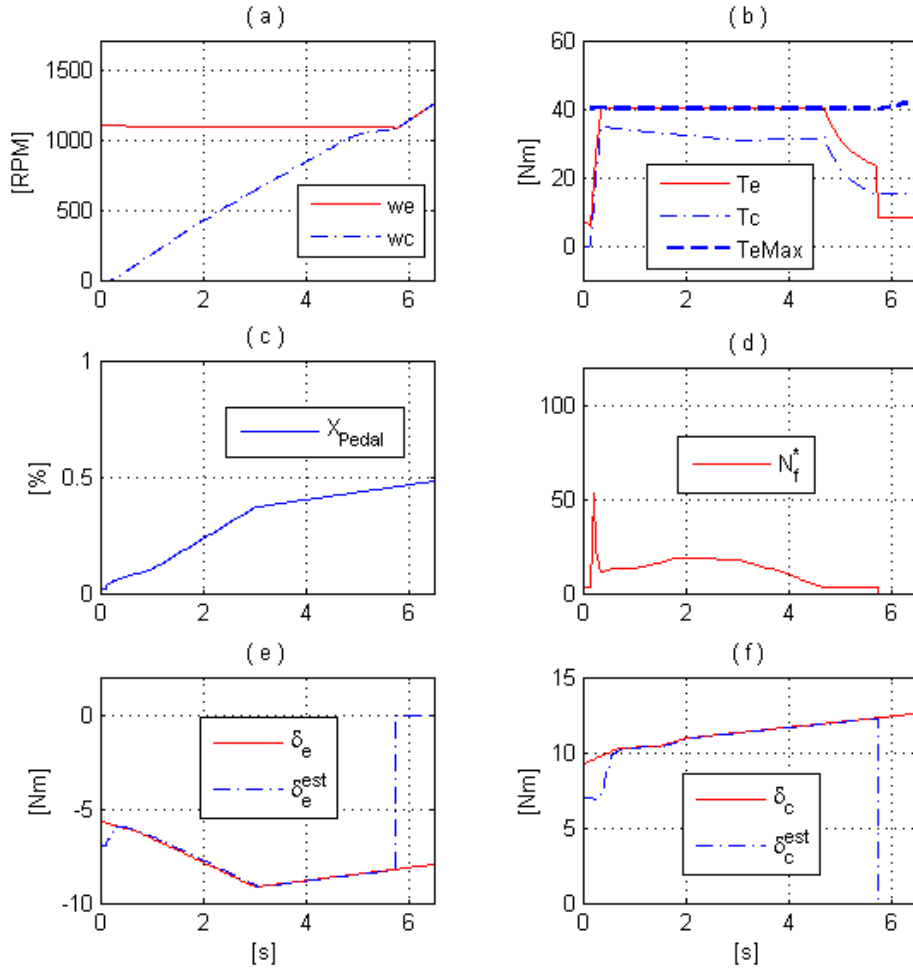 ( a )
1500
1000
500
0
[RPM]
we
wc
0 2 4 6
( b )
60
40
20
0
[Nm]
Te
Tc
TeMax
0 2 4 6
( c )
1
0.5
0
[%]
X_Pedal
0 2 4 6
( d )
100
50
0
N_f^*
0 2 4 6
( e )
0
-5
-10
[Nm]
δ_e
δ_e^est
0 2 4 6
[s]
( f )
15
10
5
0
[Nm]
δ_c
δ_c^est
0 2 4 6
[s]